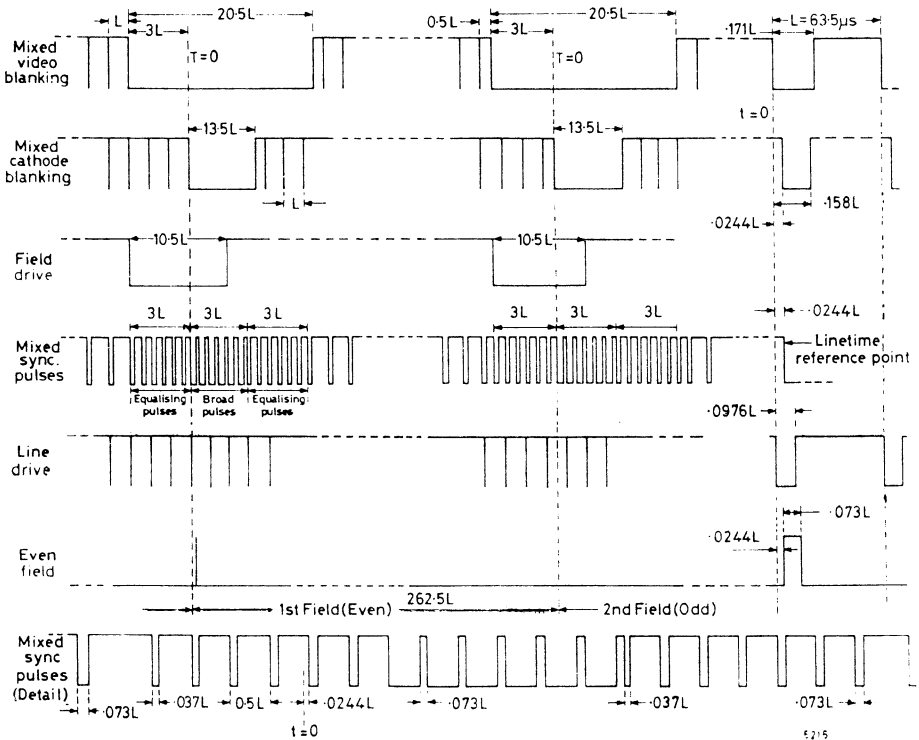 L
20·5L
0·5L
20·5L
·171L
L=63·5µs
3L
3L
Mixed
video
blanking
T=0
T=0
t=0
Mixed
cathode
blanking
13·5L
13·5L
L
·158L
·0244L
Field
drive
10·5L
10·5L
·0244L
3L
3L
3L
3L
3L
3L
Mixed
sync.
pulses
Linetime
reference point
Equalising
pulses
Broad
pulses
Equalising
pulses
·0976L
Line
drive
·073L
·0244L
Even
field
262·5L
1st Field(Even)
2nd Field(Odd)
Mixed
sync
pulses
(Detail)
·073L
·037L
0·5L
·0244L
·073L
·037L
·073L
t=0
5215